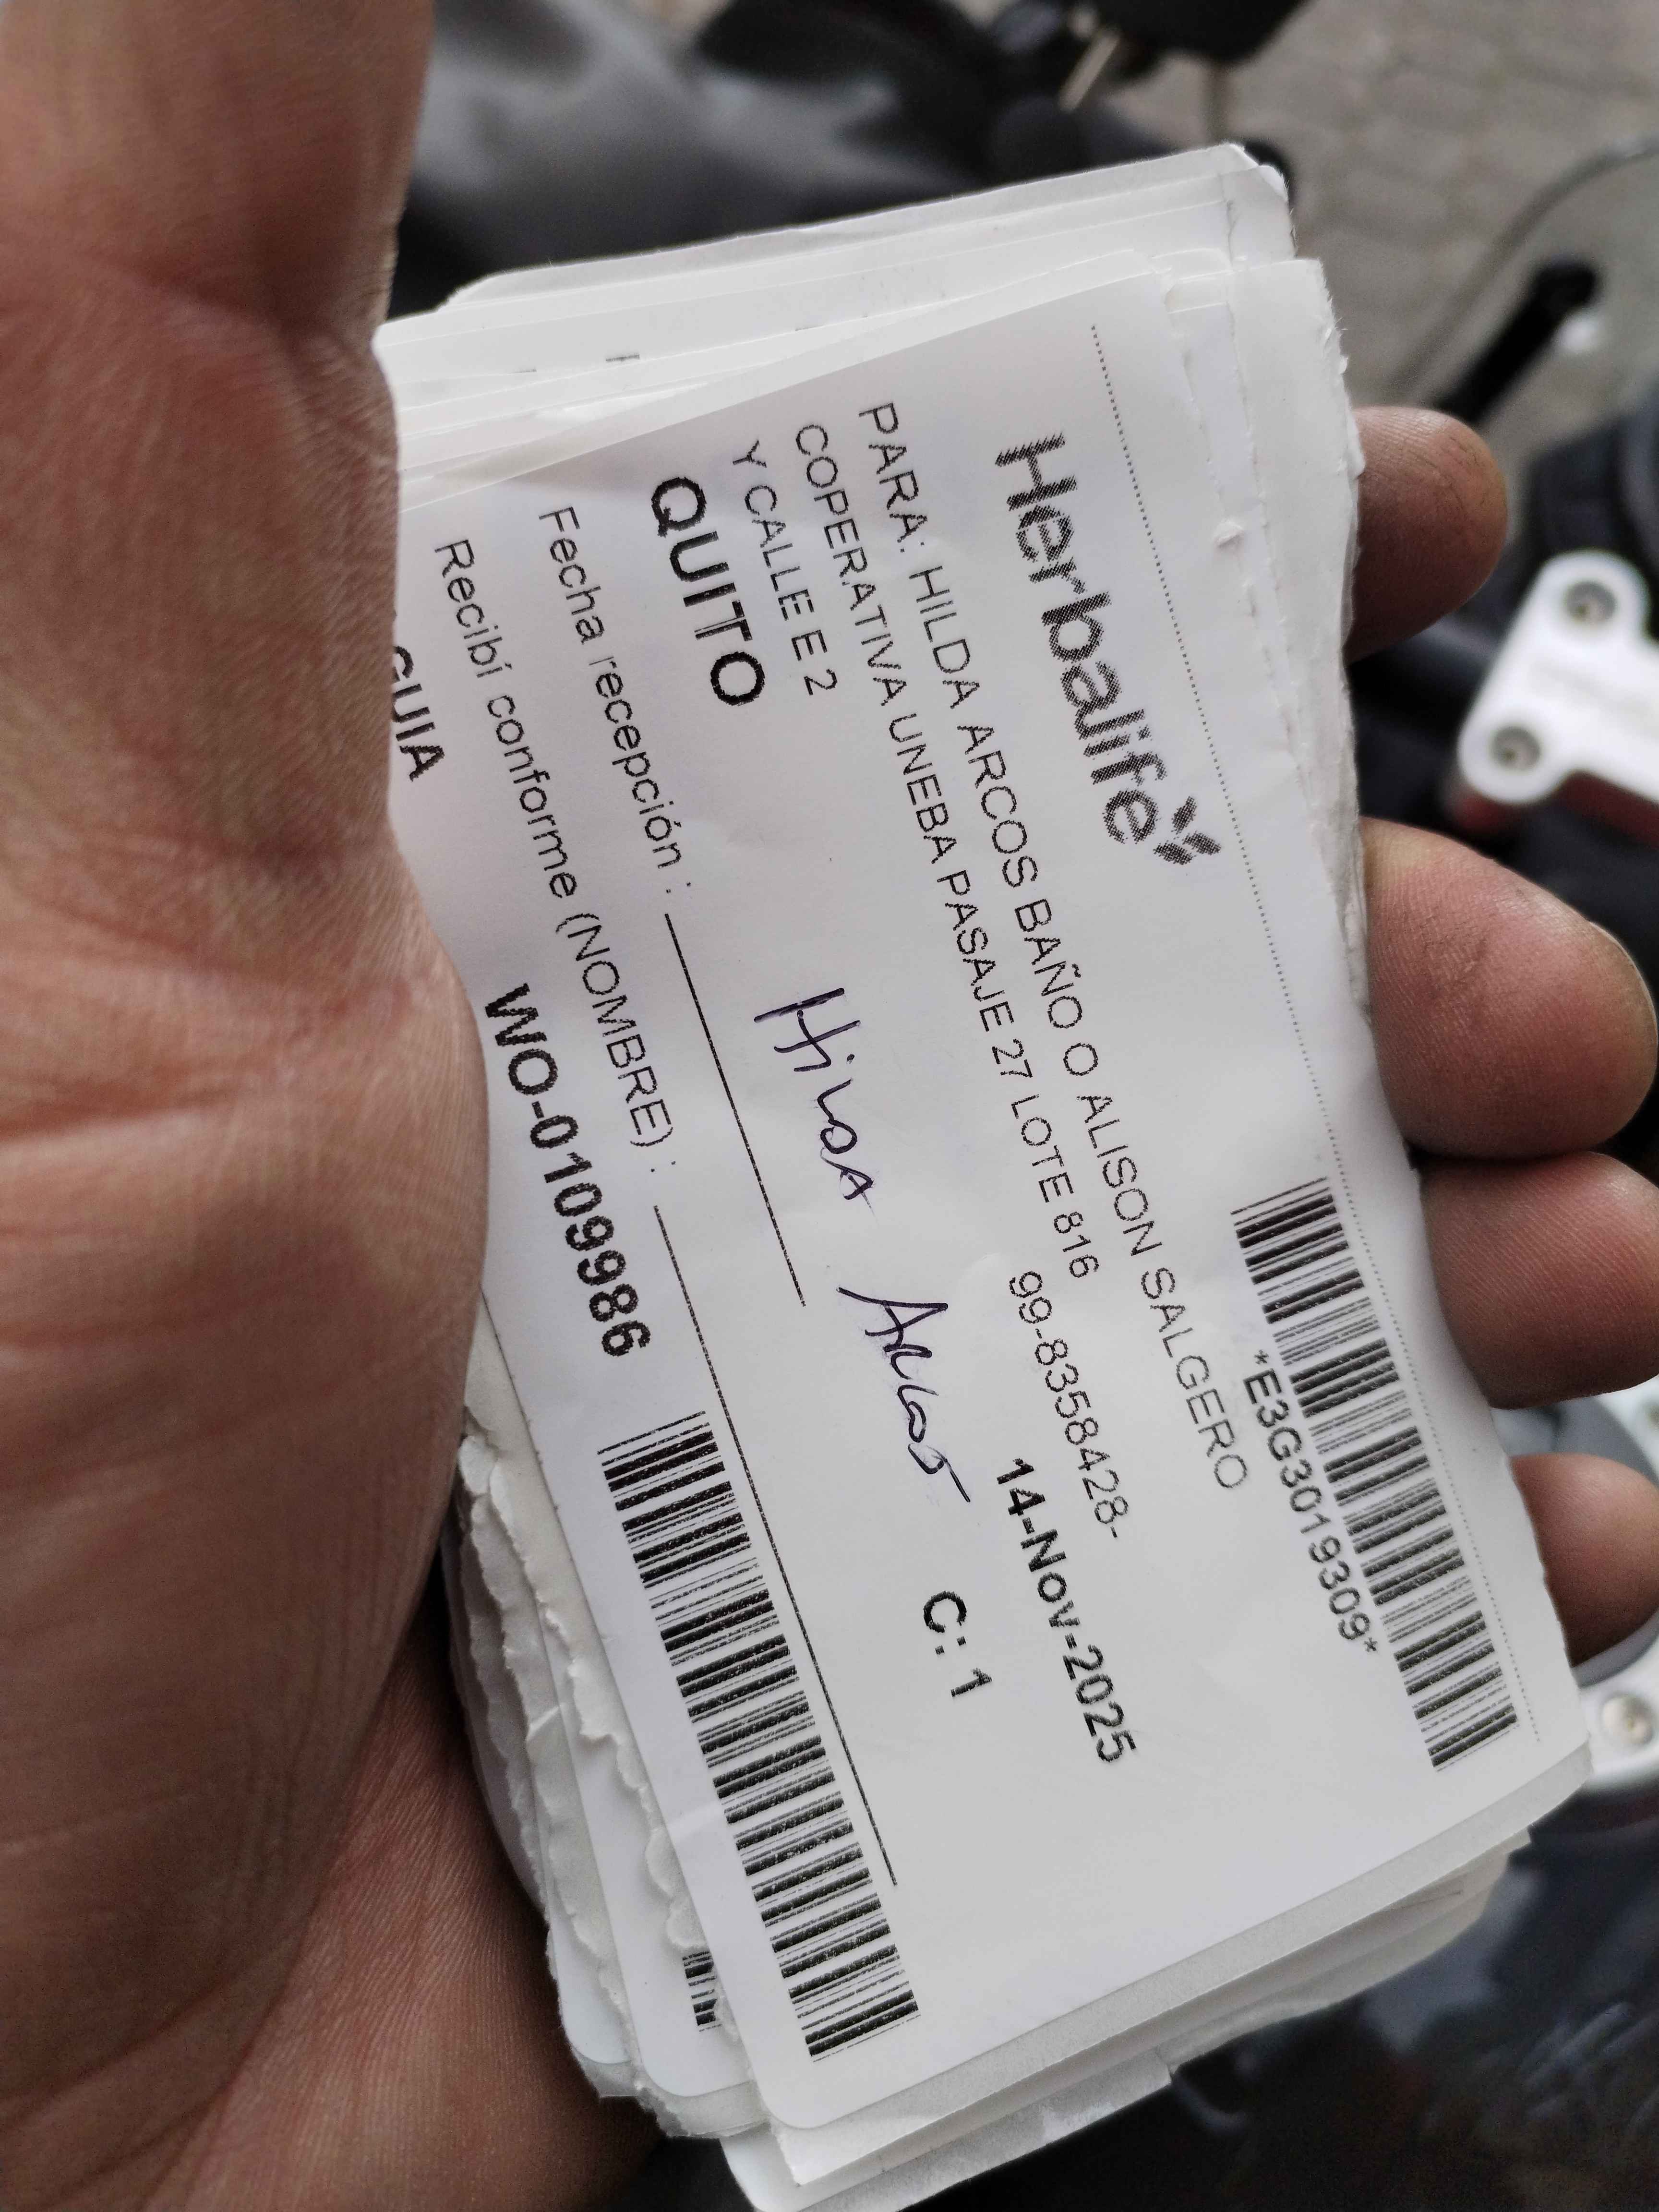 Herbalife
*E3G3019309*
PARA: HILDA ARCOS BAÑO O ALISON SALGERO
COPERATIVA UNEBA PASAJE 27 LOTE 816
99-8358428-
Y CALLE E 2
14-Nov-2025
QUITO
C: 1
Hilda Arcos
Fecha recepción :
Recibí conforme (NOMBRE) :
GUIA
WO-0109986